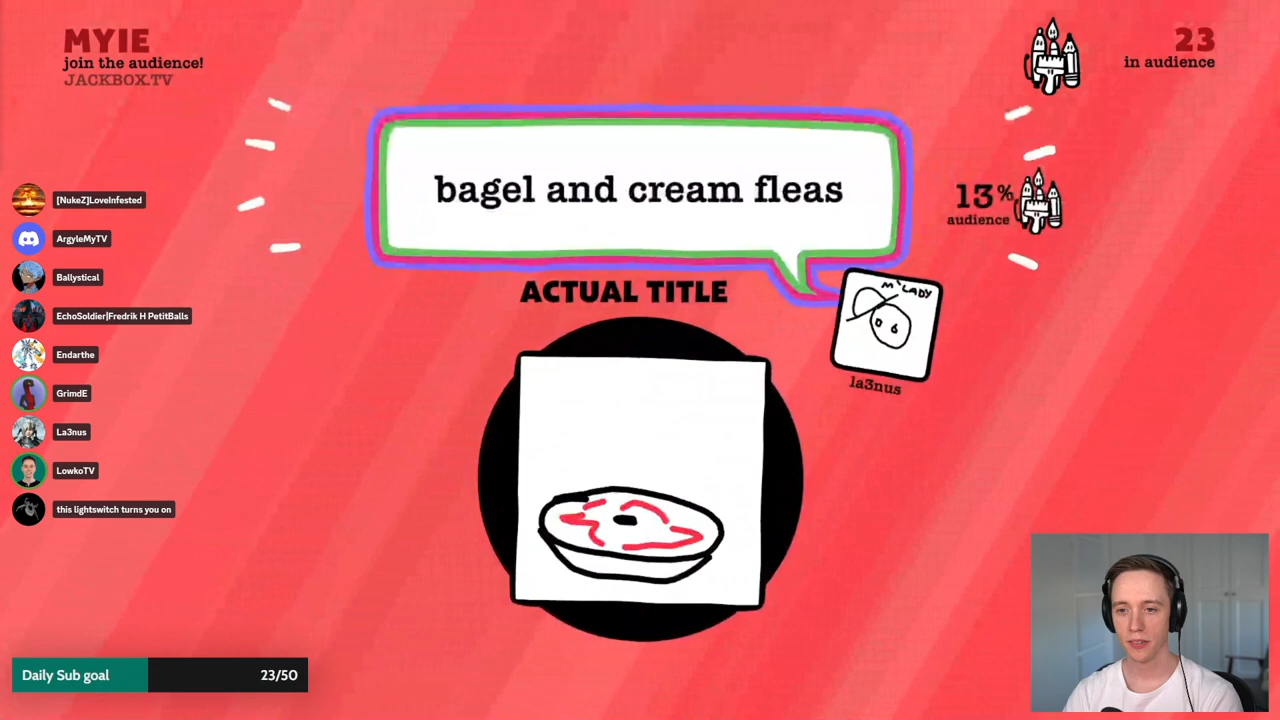 MYIE
join the audience!
JACKBOX.TV
23
in audience
bagel and cream fleas
13%
audience
ACTUAL TITLE
M'LADY
la3nus
[NukeZ]LoveInfested
ArgyleMyTV
Ballystical
EchoSoldier|Fredrik H PetitBalls
Endarthe
GrimdE
La3nus
LowkoTV
this lightswitch turns you on
Daily Sub goal
23/50